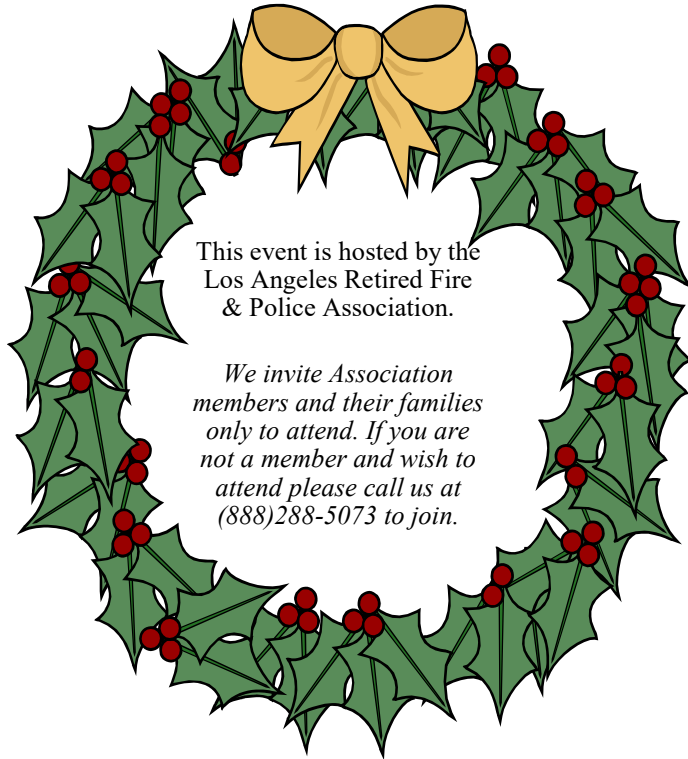 This event is hosted by the
Los Angeles Retired Fire
& Police Association.
We invite Association
members and their families
only to attend. If you are
not a member and wish to
attend please call us at
(888)288-5073 to join.